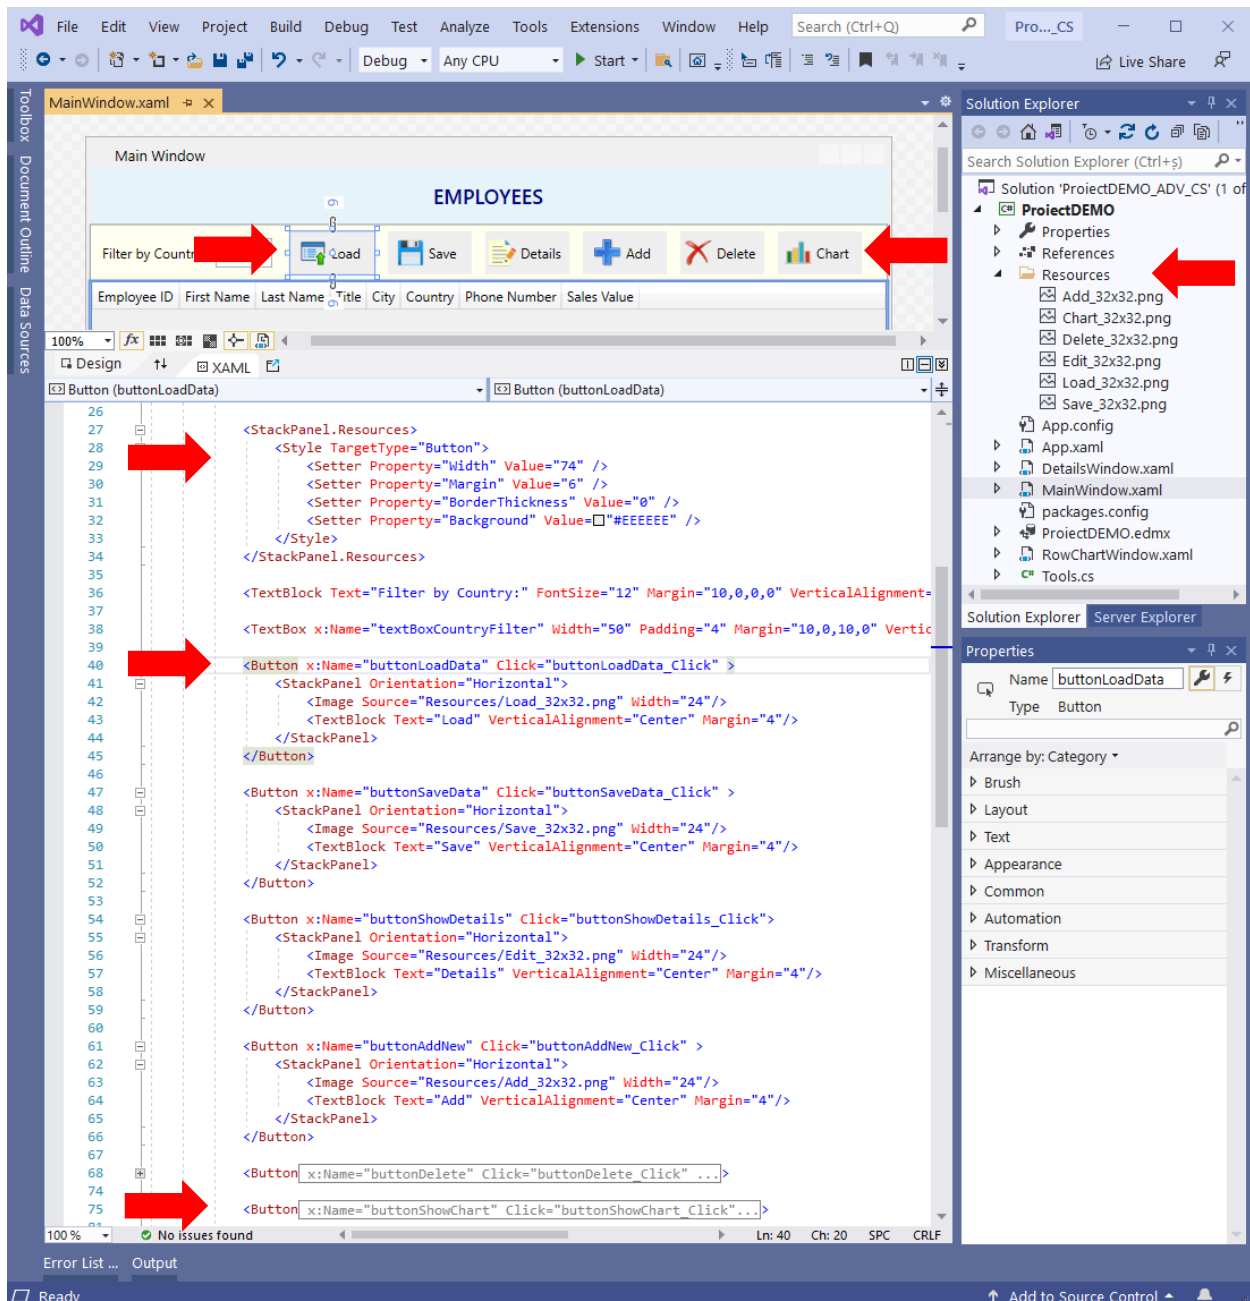 File Edit View Project Build Debug Test Analyze Tools Extensions Window Help Search (Ctrl+Q) Pro..._CS
Debug Any CPU Start Live Share
Toolbox
Document Outline
Data Sources
MainWindow.xaml
Main Window
EMPLOYEES
Filter by Countr Load Save Details Add Delete Chart
Employee ID First Name Last Name Title City Country Phone Number Sales Value
100% fx
Design XAML
Button (buttonLoadData) Button (buttonLoadData)
26
27 <StackPanel.Resources>
28 <Style TargetType="Button">
29 <Setter Property="Width" Value="74" />
30 <Setter Property="Margin" Value="6" />
31 <Setter Property="BorderThickness" Value="0" />
32 <Setter Property="Background" Value="#EEEEEE" />
33 </Style>
34 </StackPanel.Resources>
35
36 <TextBlock Text="Filter by Country:" FontSize="12" Margin="10,0,0,0" VerticalAlignment=
37
38 <TextBox x:Name="textBoxCountryFilter" Width="50" Padding="4" Margin="10,0,10,0" Vertic
39
40 <Button x:Name="buttonLoadData" Click="buttonLoadData_Click" >
41 <StackPanel Orientation="Horizontal">
42 <Image Source="Resources/Load_32x32.png" Width="24"/>
43 <TextBlock Text="Load" VerticalAlignment="Center" Margin="4"/>
44 </StackPanel>
45 </Button>
46
47 <Button x:Name="buttonSaveData" Click="buttonSaveData_Click" >
48 <StackPanel Orientation="Horizontal">
49 <Image Source="Resources/Save_32x32.png" Width="24"/>
50 <TextBlock Text="Save" VerticalAlignment="Center" Margin="4"/>
51 </StackPanel>
52 </Button>
53
54 <Button x:Name="buttonShowDetails" Click="buttonShowDetails_Click">
55 <StackPanel Orientation="Horizontal">
56 <Image Source="Resources/Edit_32x32.png" Width="24"/>
57 <TextBlock Text="Details" VerticalAlignment="Center" Margin="4"/>
58 </StackPanel>
59 </Button>
60
61 <Button x:Name="buttonAddNew" Click="buttonAddNew_Click" >
62 <StackPanel Orientation="Horizontal">
63 <Image Source="Resources/Add_32x32.png" Width="24"/>
64 <TextBlock Text="Add" VerticalAlignment="Center" Margin="4"/>
65 </StackPanel>
66 </Button>
67
68 <Button x:Name="buttonDelete" Click="buttonDelete_Click" ...>
74
75 <Button x:Name="buttonShowChart" Click="buttonShowChart_Click"...>
100 % No issues found Ln: 40 Ch: 20 SPC CRLF
Solution Explorer
Search Solution Explorer (Ctrl+ș)
Solution 'ProiectDEMO_ADV_CS' (1 of
C# ProiectDEMO
Properties
References
Resources
Add_32x32.png
Chart_32x32.png
Delete_32x32.png
Edit_32x32.png
Load_32x32.png
Save_32x32.png
App.config
App.xaml
DetailsWindow.xaml
MainWindow.xaml
packages.config
ProiectDEMO.edmx
RowChartWindow.xaml
C# Tools.cs
Solution Explorer Server Explorer
Properties
Name buttonLoadData
Type Button
Arrange by: Category
Brush
Layout
Text
Appearance
Common
Automation
Transform
Miscellaneous
Error List ... Output
Ready Add to Source Control